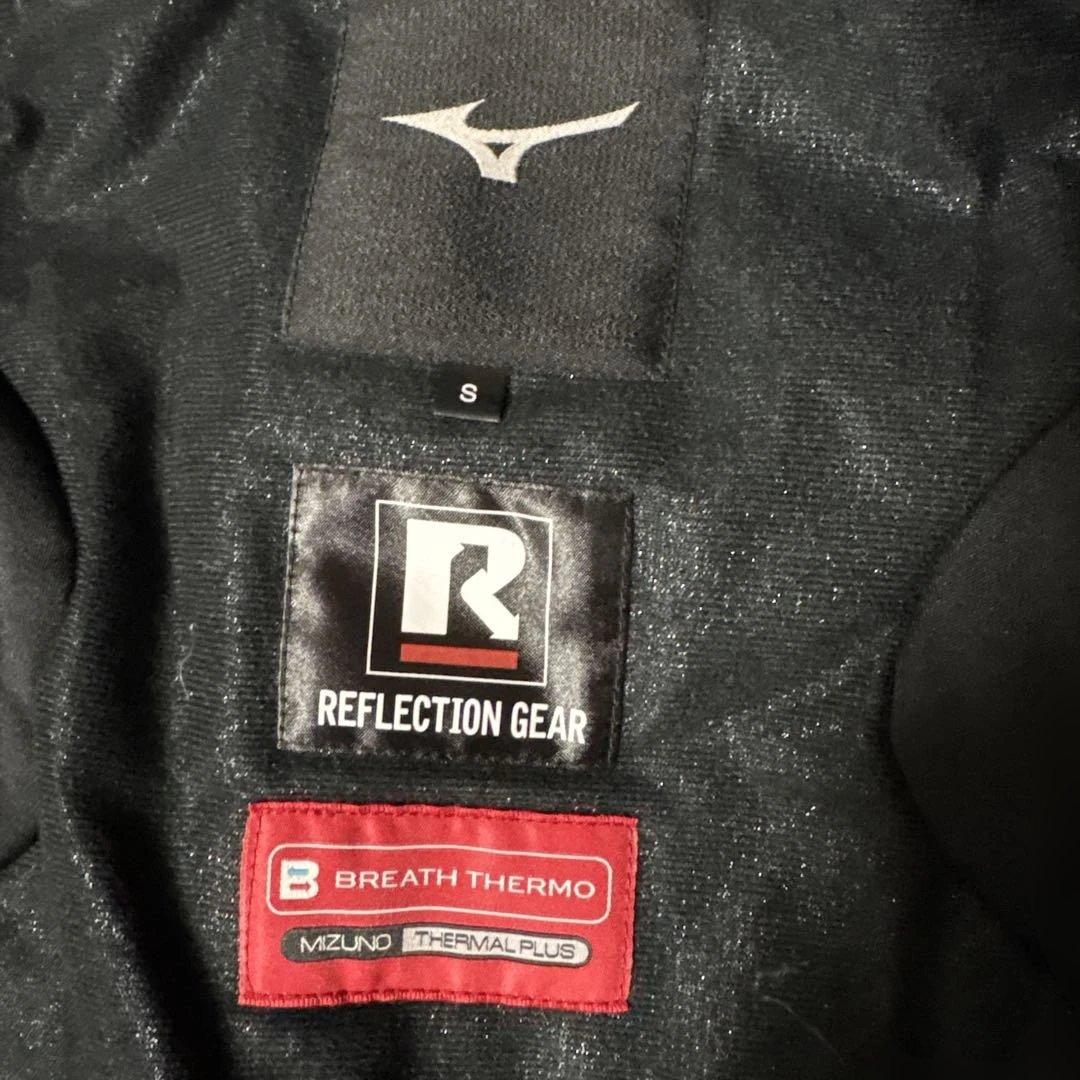 S
R
REFLECTION GEAR
B BREATH THERMO
MIZUNO THERMAL PLUS